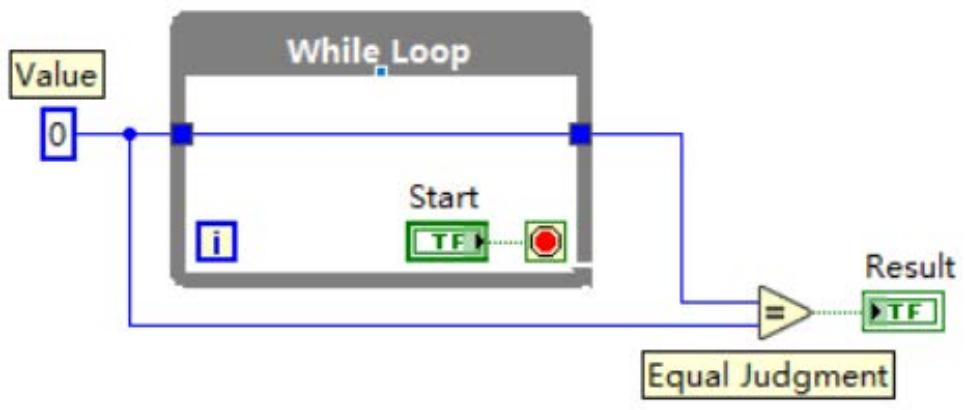 While Loop
Value
0
Start
i
TF
Result
=
TF
Equal Judgment